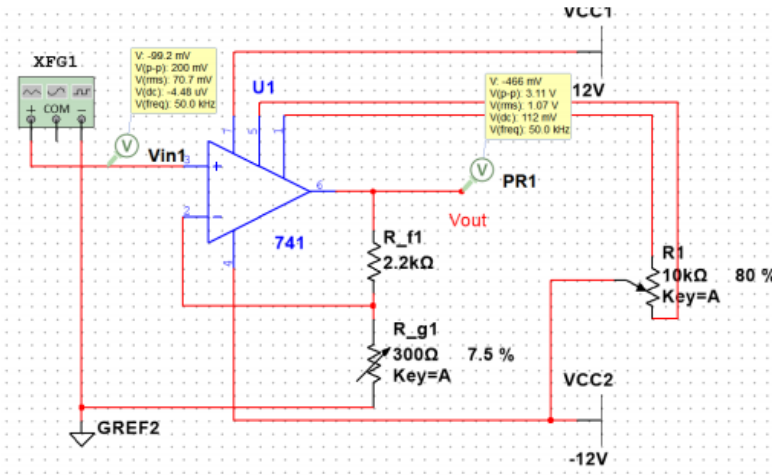 VCC1
12V
XFG1
COM
V: -99.2 mV
V(p-p): 200 mV
V(rms): 70.7 mV
V(dc): -4.48 uV
V(freq): 50.0 kHz
V
Vin1
U1
7
5
1
3
2
6
4
741
V: -466 mV
V(p-p): 3.11 V
V(rms): 1.07 V
V(dc): 112 mV
V(freq): 50.0 kHz
V
PR1
Vout
R_f1
2.2kΩ
R1
10kΩ 80 %
Key=A
R_g1
300Ω 7.5 %
Key=A
VCC2
-12V
GREF2